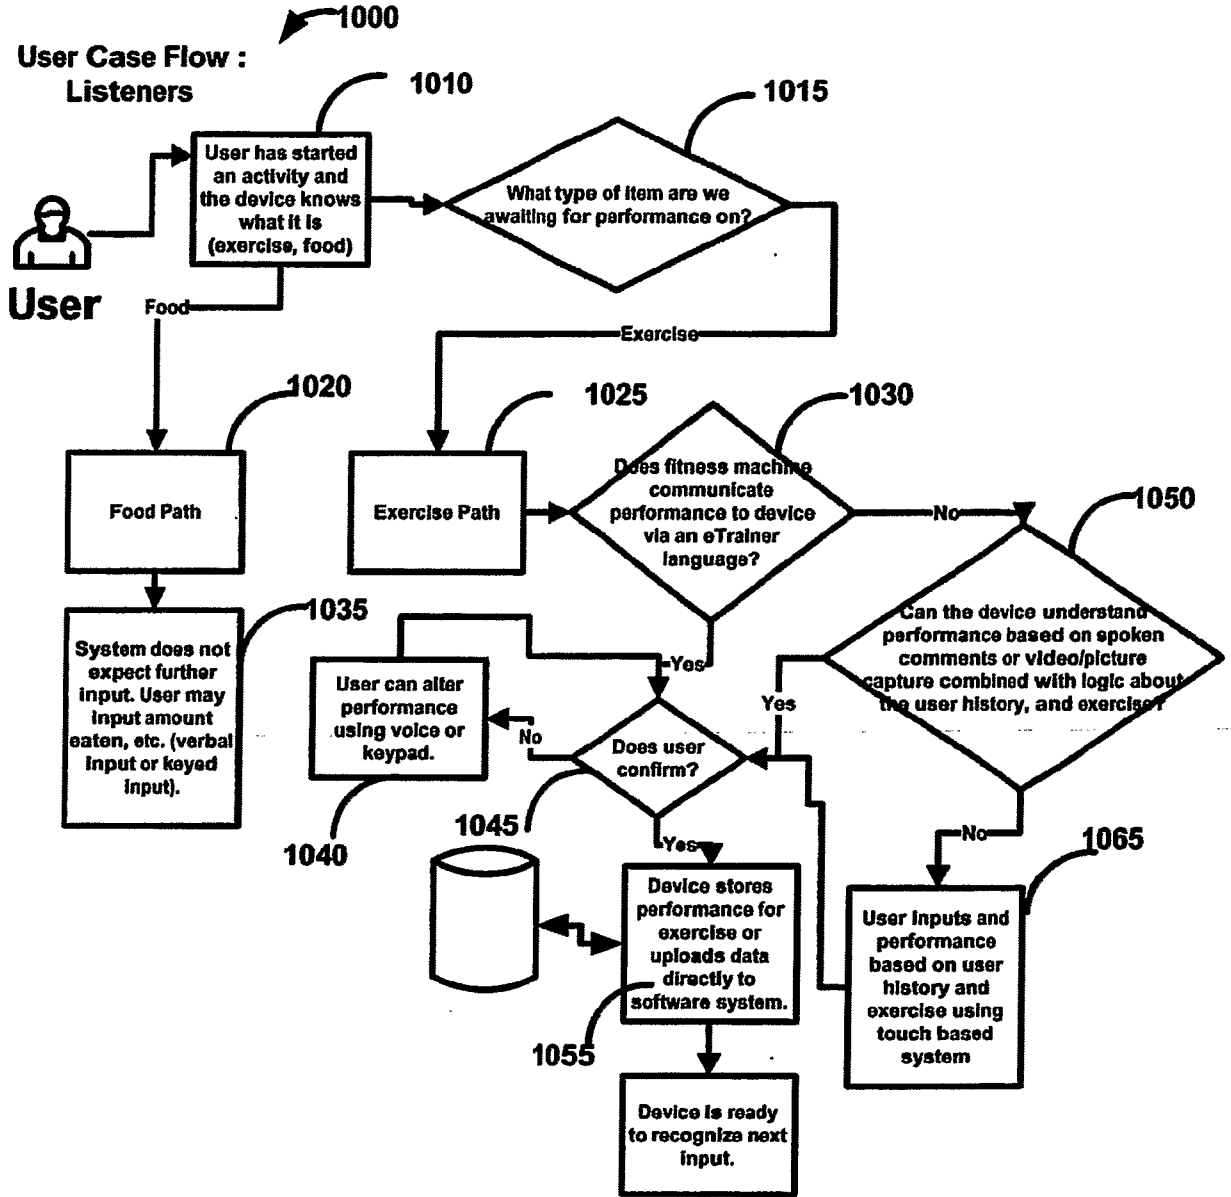 1000
User Case Flow :
Listeners
1010
1015
User has started
an activity and
the device knows
what it is
(exercise, food)
What type of item are we
awaiting for performance on?
User
Food
Exercise
1020
1025
1030
Food Path
Exercise Path
Does fitness machine
communicate
performance to device
via an eTrainer
language?
No
1050
1035
System does not
expect further
input. User may
input amount
eaten, etc. (verbal
input or keyed
input).
User can alter
performance
using voice or
keypad.
1040
No
Yes
Does user
confirm?
1045
Yes
Can the device understand
performance based on spoken
comments or video/picture
capture combined with logic about
the user history, and exercise?
No
1065
Yes
Device stores
performance for
exercise or
uploads data
directly to
software system.
1055
User inputs and
performance
based on user
history and
exercise using
touch based
system
Device is ready
to recognize next
input.